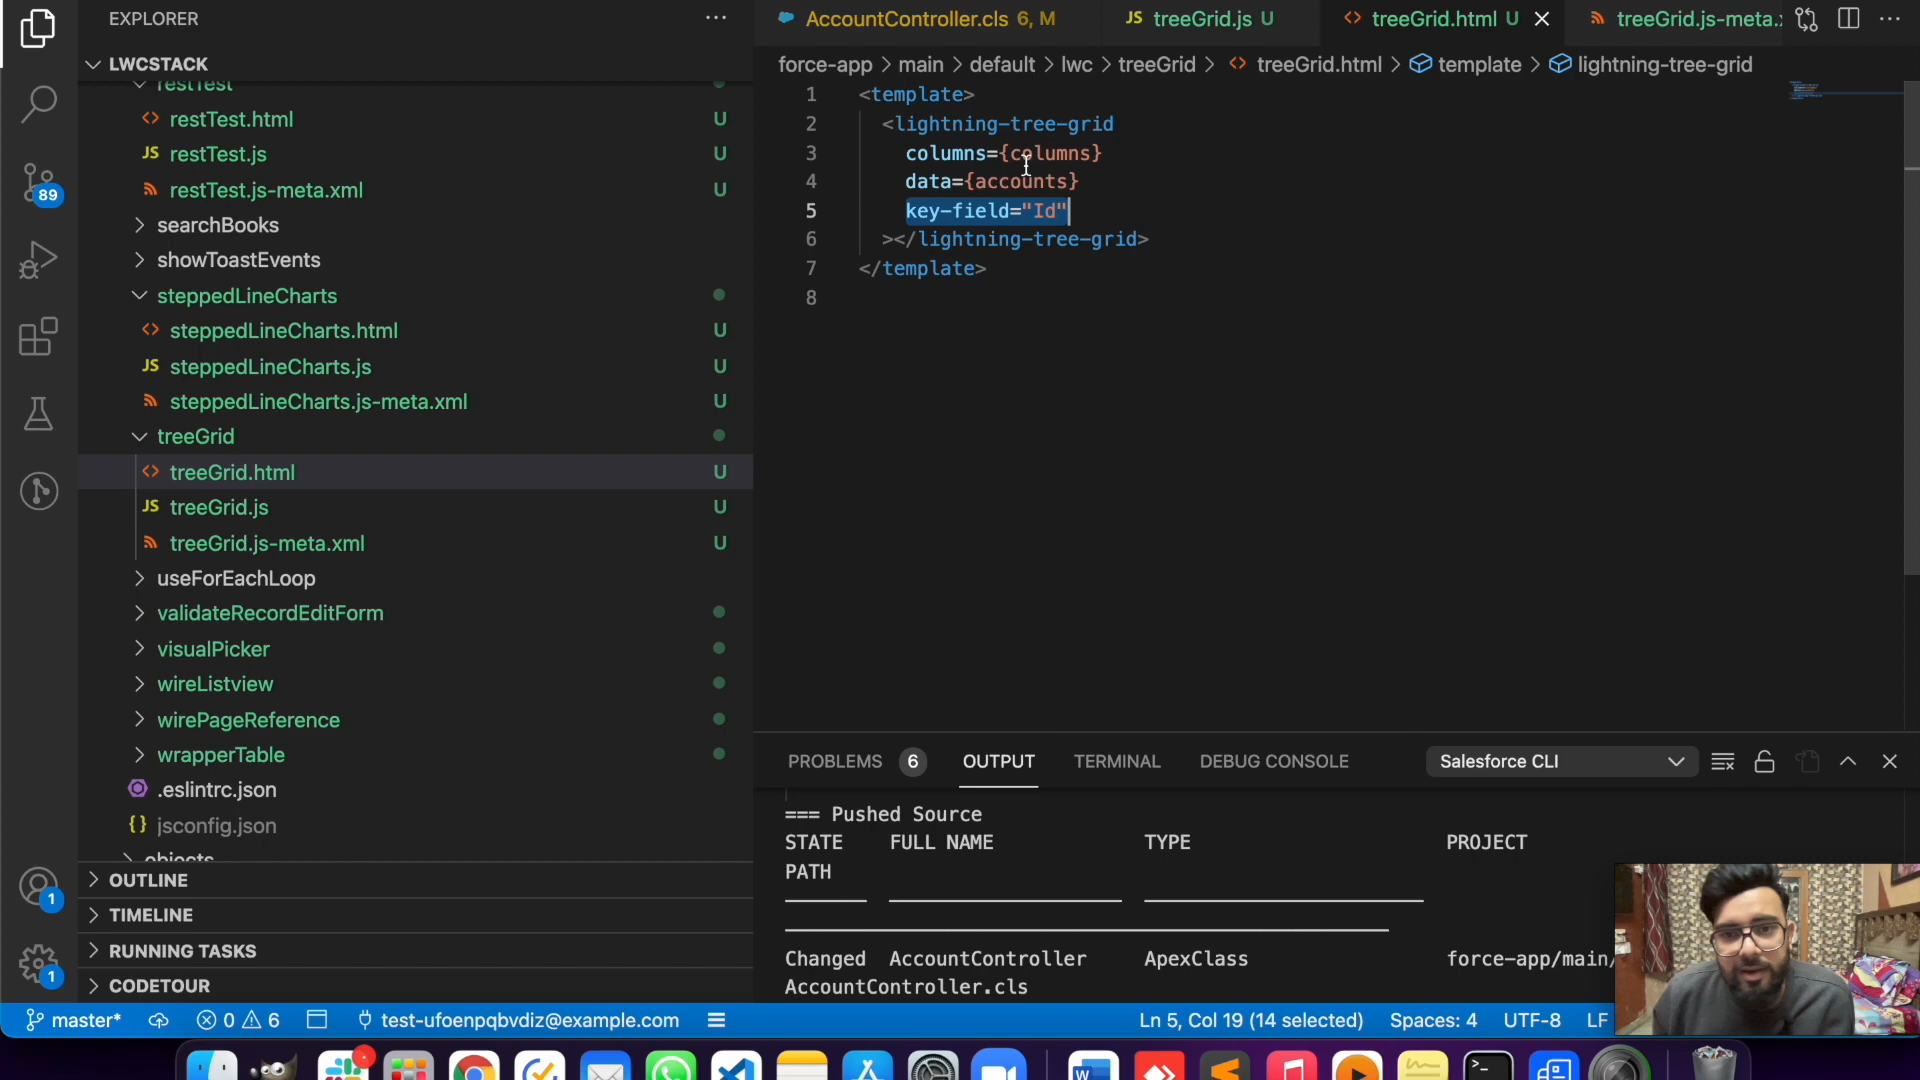 EXPLORER
LWCSTACK
restTest
restTest.html U
restTest.js U
restTest.js-meta.xml U
searchBooks
showToastEvents
steppedLineCharts
steppedLineCharts.html U
steppedLineCharts.js U
steppedLineCharts.js-meta.xml U
treeGrid
treeGrid.html U
treeGrid.js U
treeGrid.js-meta.xml U
useForEachLoop
validateRecordEditForm
visualPicker
wireListview
wirePageReference
wrapperTable
.eslintrc.json
jsconfig.json
objects
OUTLINE
TIMELINE
RUNNING TASKS
CODETOUR
89
1
1
AccountController.cls 6, M
treeGrid.js U
treeGrid.html U
treeGrid.js-meta.
force-app > main > default > lwc > treeGrid > treeGrid.html > template > lightning-tree-grid
1 <template>
2 <lightning-tree-grid
3 columns={columns}
4 data={accounts}
5 key-field="Id"
6 ></lightning-tree-grid>
7 </template>
8
PROBLEMS 6 OUTPUT TERMINAL DEBUG CONSOLE Salesforce CLI
=== Pushed Source
STATE FULL NAME TYPE PROJECT
PATH
Changed AccountController ApexClass force-app/main/
AccountController.cls
master* 0 6 test-ufoenpqbvdiz@example.com Ln 5, Col 19 (14 selected) Spaces: 4 UTF-8 LF